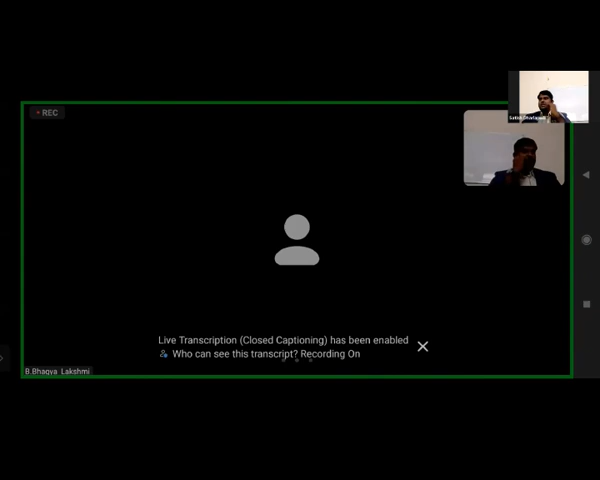 REC
Live Transcription (Closed Captioning) has been enabled
Who can see this transcript? Recording On
B.Bhagya Lakshmi